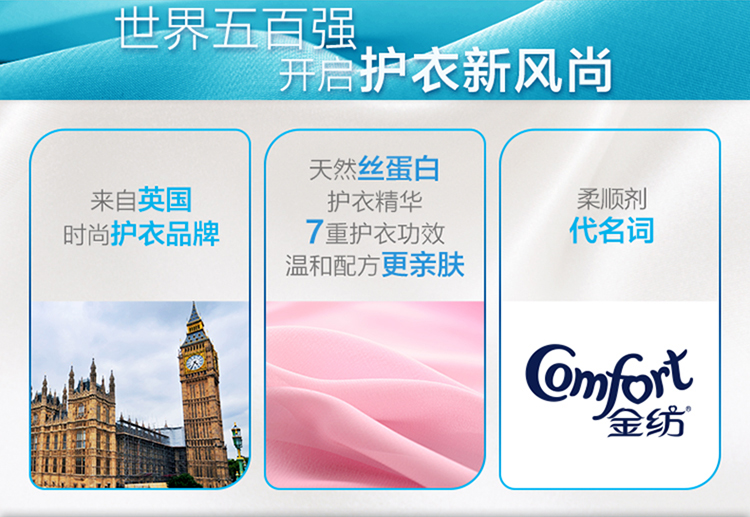 世界五百强
开启护衣新风尚
来自英国
时尚护衣品牌
天然丝蛋白
护衣精华
7重护衣功效
温和配方更亲肤
柔顺剂
代名词
Comfort
金纺®